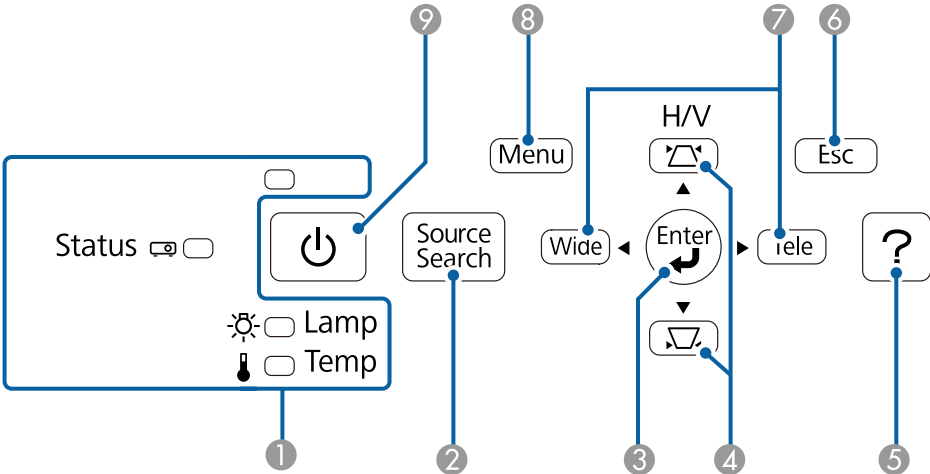 9
8
7
6
H/V
Menu
Esc
Status
Source
Search
Wide
Enter
Tele
?
Lamp
Temp
1
2
3
4
5